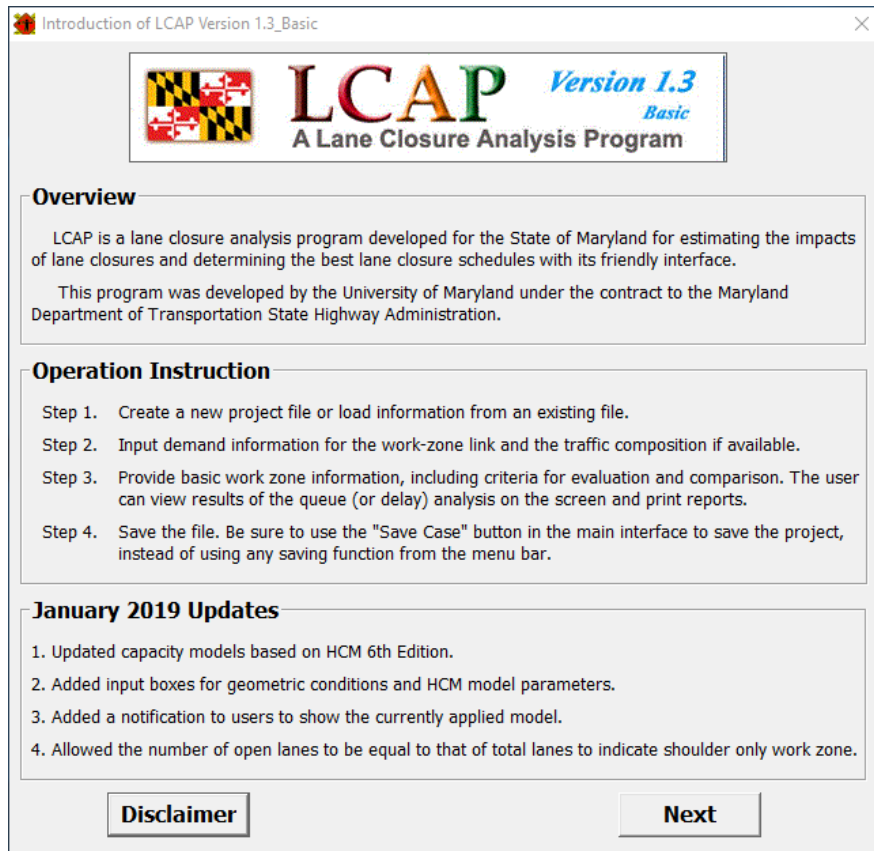 Introduction of LCAP Version 1.3_Basic
LCAP Version 1.3
Basic
A Lane Closure Analysis Program
Overview
LCAP is a lane closure analysis program developed for the State of Maryland for estimating the impacts
of lane closures and determining the best lane closure schedules with its friendly interface.
This program was developed by the University of Maryland under the contract to the Maryland
Department of Transportation State Highway Administration.
Operation Instruction
Step 1. Create a new project file or load information from an existing file.
Step 2. Input demand information for the work-zone link and the traffic composition if available.
Step 3. Provide basic work zone information, including criteria for evaluation and comparison. The user
can view results of the queue (or delay) analysis on the screen and print reports.
Step 4. Save the file. Be sure to use the "Save Case" button in the main interface to save the project,
instead of using any saving function from the menu bar.
January 2019 Updates
1. Updated capacity models based on HCM 6th Edition.
2. Added input boxes for geometric conditions and HCM model parameters.
3. Added a notification to users to show the currently applied model.
4. Allowed the number of open lanes to be equal to that of total lanes to indicate shoulder only work zone.
Disclaimer
Next